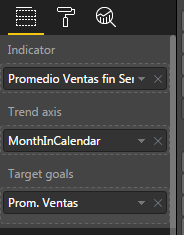 Indicator
Promedio Ventas fin Ser
Trend axis
MonthInCalendar
Target goals
Prom. Ventas